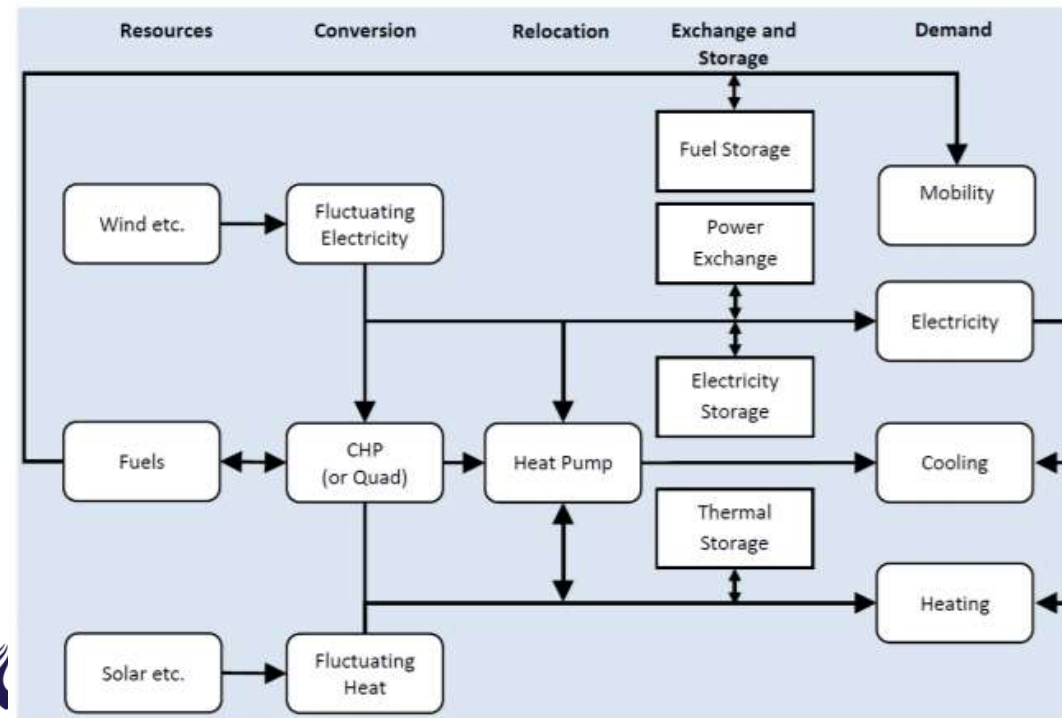 Resources
Conversion
Relocation
Exchange and
Storage
Demand
Fuel Storage
Mobility
Wind etc.
Fluctuating
Electricity
Power
Exchange
Electricity
Electricity
Storage
Fuels
CHP
(or Quad)
Heat Pump
Cooling
Thermal
Storage
Heating
Solar etc.
Fluctuating
Heat